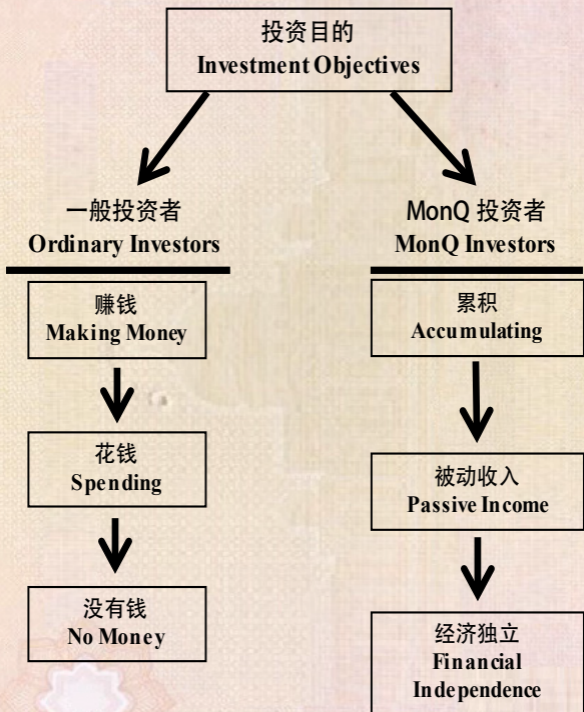 投资目的
Investment Objectives
一般投资者
Ordinary Investors
赚钱
Making Money
花钱
Spending
没有钱
No Money
MonQ 投资者
MonQ Investors
累积
Accumulating
被动收入
Passive Income
经济独立
Financial
Independence